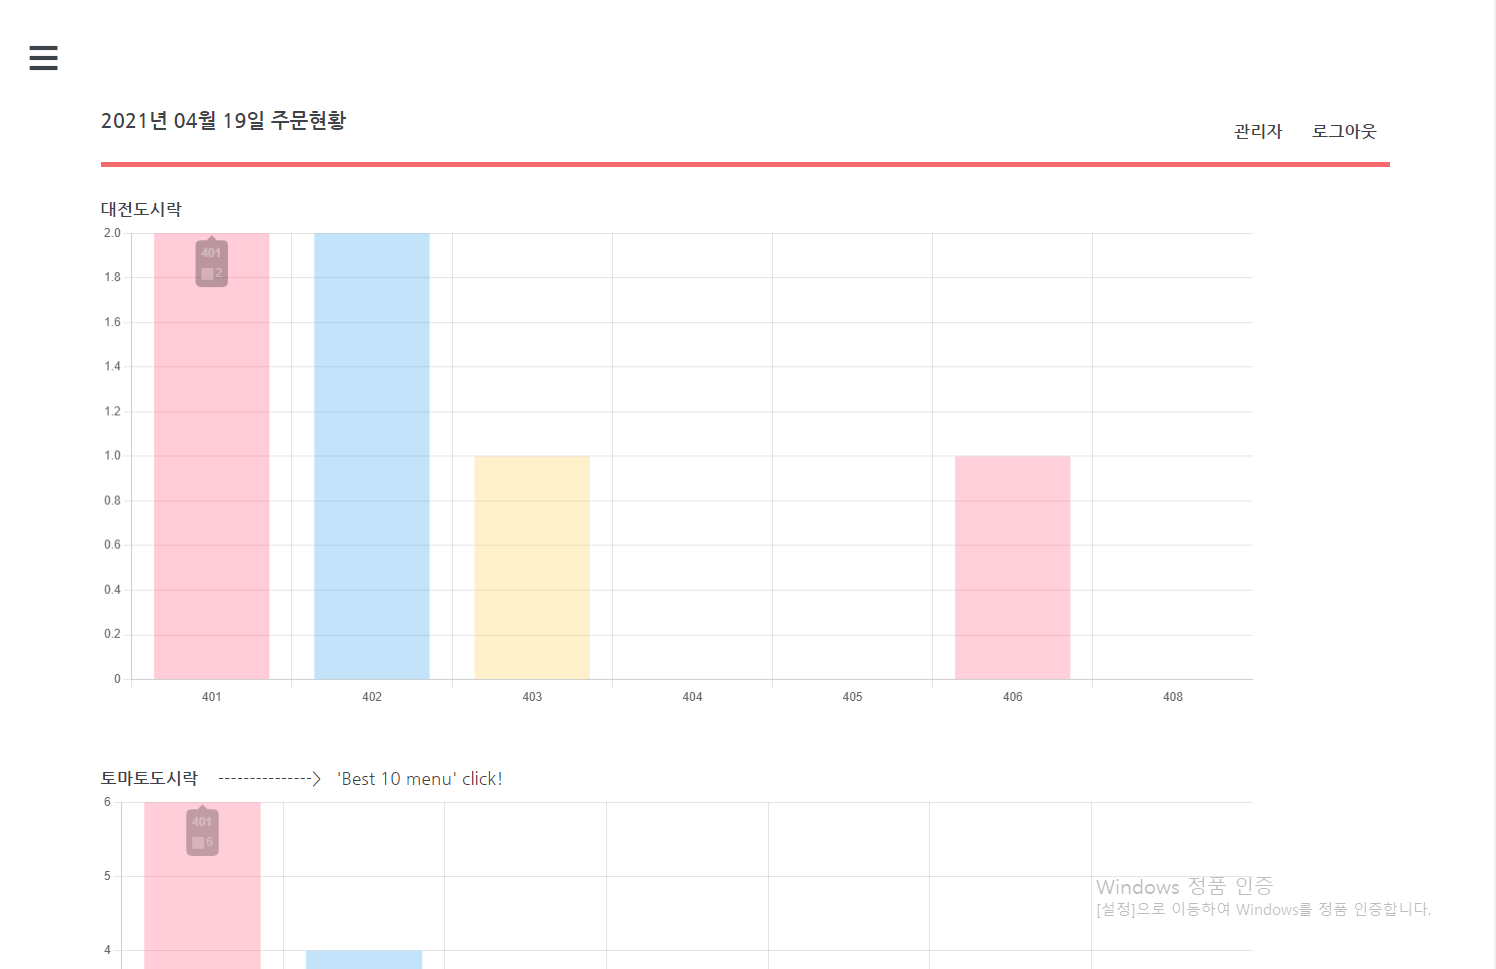 2021년 04월 19일 주문현황
관리자 로그아웃
대전도시락
2.0
401
2
1.8
1.6
1.4
1.2
1.0
0.8
0.6
0.4
0.2
0
401 402 403 404 405 406 408
토마토도시락 ---------------> 'Best 10 menu' click!
6
401
6
5
Windows 정품 인증
[설정]으로 이동하여 Windows를 정품 인증합니다.
4